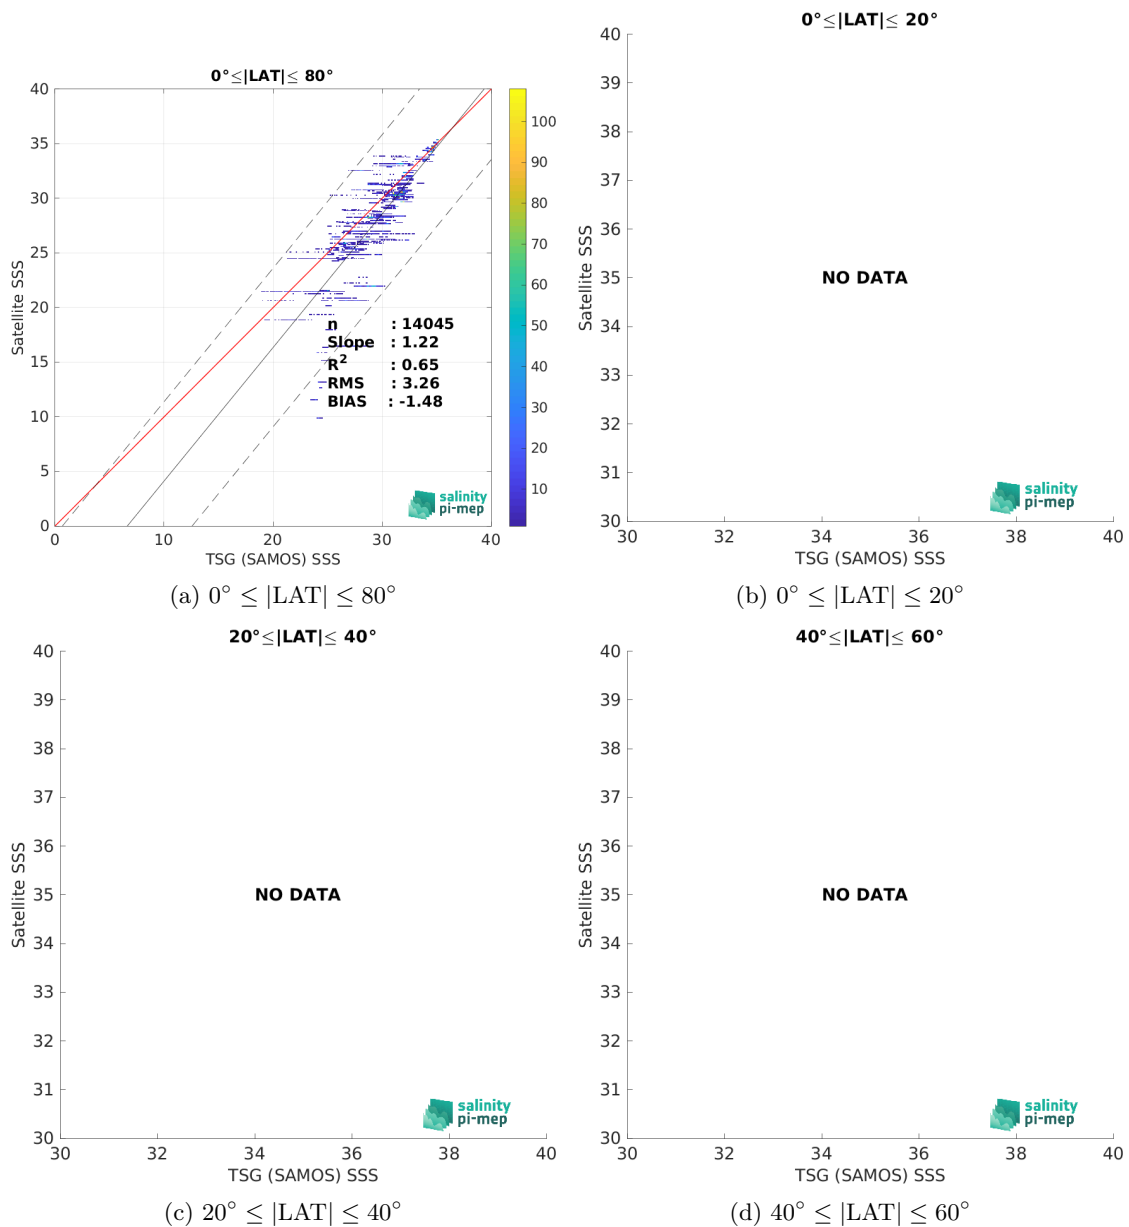 0°≤|LAT|≤ 80°
40
35
30
25
20
15
10
5
0
0
10
20
30
40
100
90
80
70
60
50
40
30
20
10
n : 14045
Slope : 1.22
R² : 0.65
RMS : 3.26
BIAS : -1.48
Satellite SSS
TSG (SAMOS) SSS
salinity
pi-mep
(a) 0° ≤ |LAT| ≤ 80°
0°≤|LAT|≤ 20°
40
39
38
37
36
35
34
33
32
31
30
30
32
34
36
38
40
NO DATA
Satellite SSS
TSG (SAMOS) SSS
salinity
pi-mep
(b) 0° ≤ |LAT| ≤ 20°
20°≤|LAT|≤ 40°
40
39
38
37
36
35
34
33
32
31
30
30
32
34
36
38
40
NO DATA
Satellite SSS
TSG (SAMOS) SSS
salinity
pi-mep
(c) 20° ≤ |LAT| ≤ 40°
40°≤|LAT|≤ 60°
40
39
38
37
36
35
34
33
32
31
30
30
32
34
36
38
40
NO DATA
Satellite SSS
TSG (SAMOS) SSS
salinity
pi-mep
(d) 40° ≤ |LAT| ≤ 60°